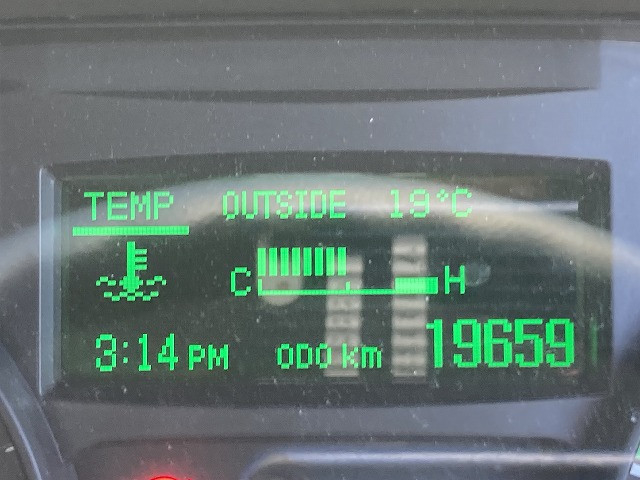 TEMP OUTSIDE 19°C
C H
3:14 PM ODO km 19659